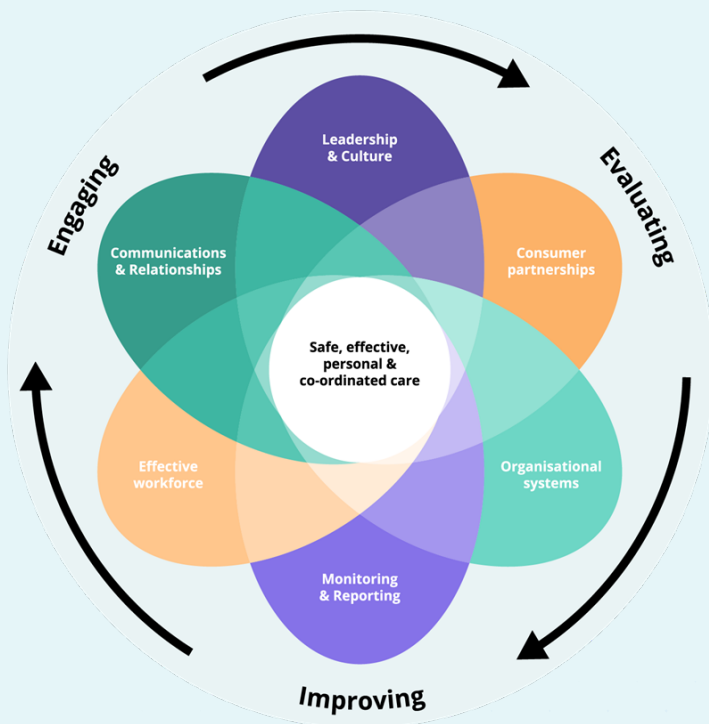 Leadership
& Culture
Engaging
Evaluating
Communications
& Relationships
Consumer
partnerships
Safe, effective,
personal &
co-ordinated care
Effective
workforce
Organisational
systems
Monitoring
& Reporting
Improving